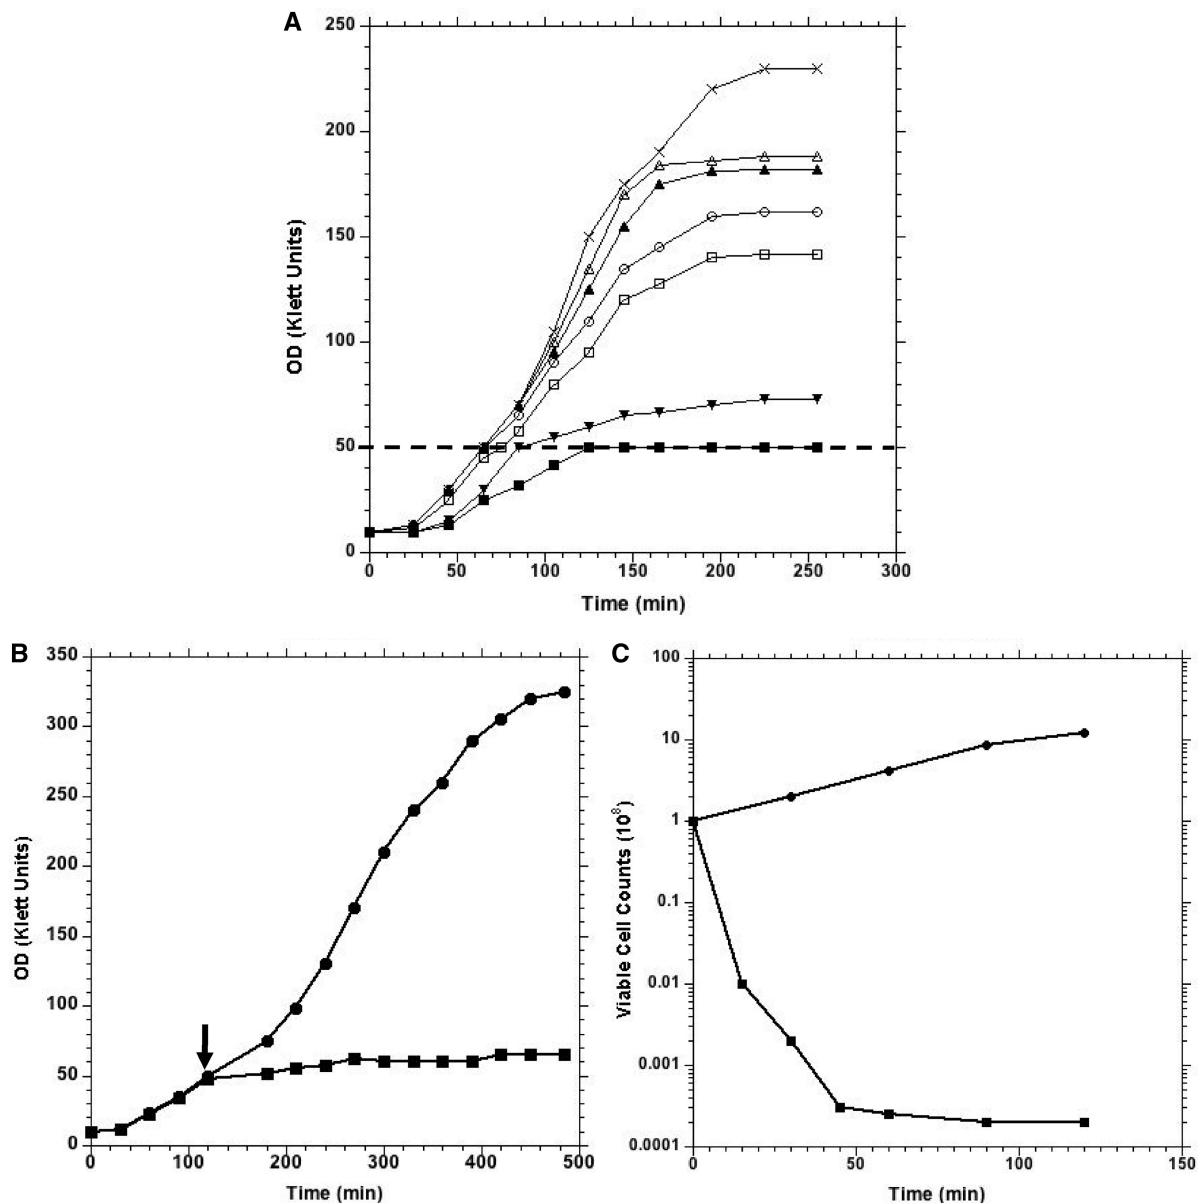 A
250
200
150
100
50
0
OD (Klett Units)
0 50 100 150 200 250 300
Time (min)
B
350
300
250
200
150
100
50
0
OD (Klett Units)
0 100 200 300 400 500
Time (min)
C
100
10
1
0.1
0.01
0.001
0.0001
Viable Cell Counts (10⁸)
0 50 100 150
Time (min)